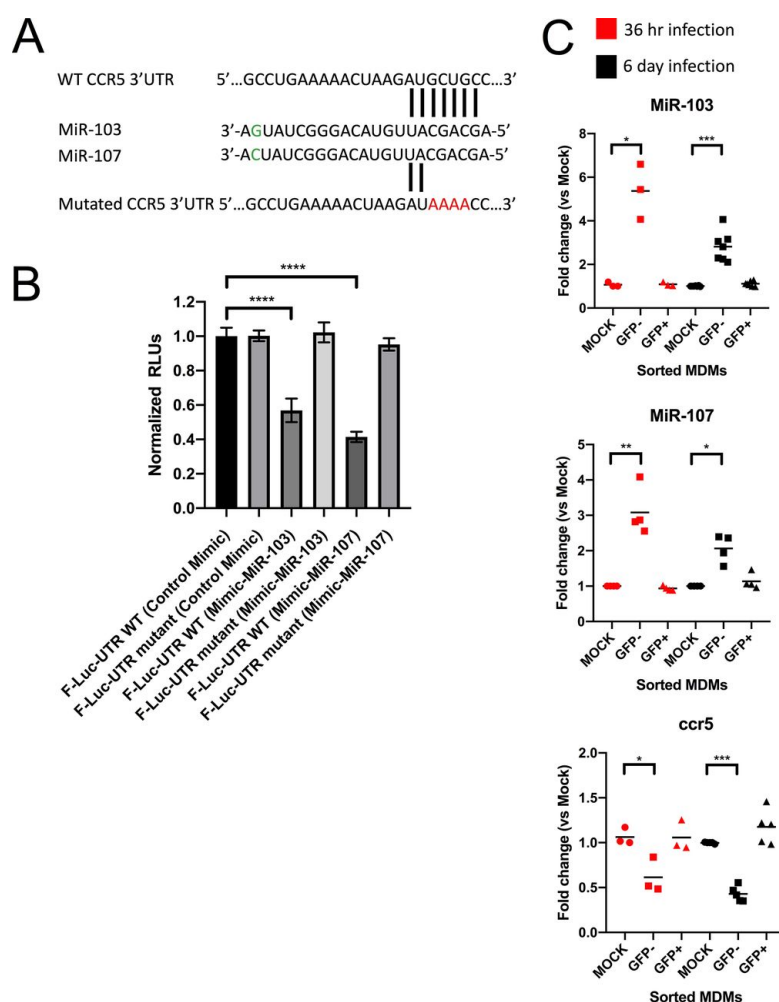 A
WT CCR5 3'UTR 5'...GCCUGAAAAACUAAGAUGCUGCC...3'
MiR-103 3'-AGUAUCGGGACAUGUUACGACGA-5'
MiR-107 3'-ACUAUCGGGACAUGUUACGACGA-5'
Mutated CCR5 3'UTR 5'...GCCUGAAAAACUAAGAUAAAACC...3'
B
****
****
Normalized RLUs
1.2
1.0
0.8
0.6
0.4
0.2
0.0
F-Luc-UTR WT (Control Mimic)
F-Luc-UTR mutant (Control Mimic)
F-Luc-UTR WT (Mimic-MiR-103)
F-Luc-UTR mutant (Mimic-MiR-103)
F-Luc-UTR WT (Mimic-MiR-107)
F-Luc-UTR mutant (Mimic-MiR-107)
C
36 hr infection
6 day infection
MiR-103
Fold change (vs Mock)
8
6
4
2
0
*
***
MOCK
GFP-
GFP+
MOCK
GFP-
GFP+
Sorted MDMs
MiR-107
Fold change (vs Mock)
5
4
3
2
1
0
**
*
MOCK
GFP-
GFP+
MOCK
GFP-
GFP+
Sorted MDMs
ccr5
Fold change (vs Mock)
2.0
1.5
1.0
0.5
0.0
*
***
MOCK
GFP-
GFP+
MOCK
GFP-
GFP+
Sorted MDMs